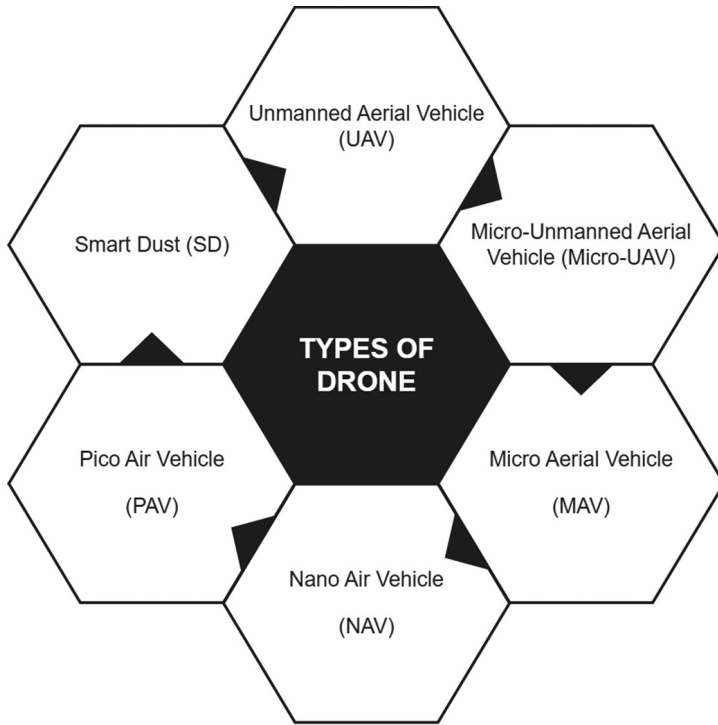 Unmanned Aerial Vehicle
(UAV)
Micro-Unmanned Aerial
Vehicle (Micro-UAV)
Smart Dust (SD)
TYPES OF
DRONE
Pico Air Vehicle
(PAV)
Micro Aerial Vehicle
(MAV)
Nano Air Vehicle
(NAV)